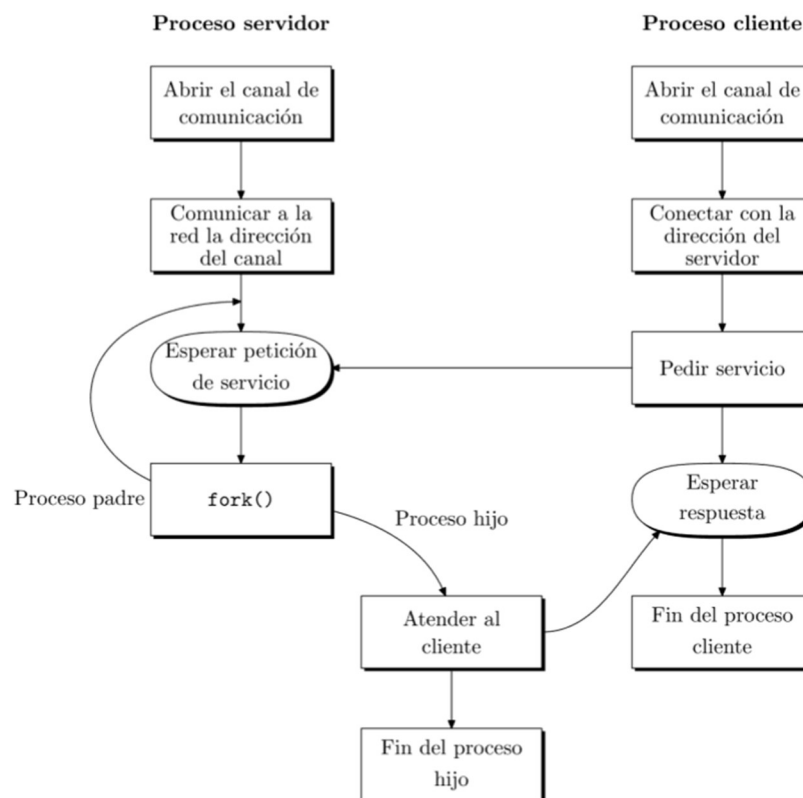 Proceso servidor
Proceso cliente
Abrir el canal de
comunicación
Abrir el canal de
comunicación
Comunicar a la
red la dirección
del canal
Conectar con la
dirección del
servidor
Esperar petición
de servicio
Pedir servicio
Proceso padre
fork()
Proceso hijo
Esperar
respuesta
Atender al
cliente
Fin del proceso
cliente
Fin del proceso
hijo